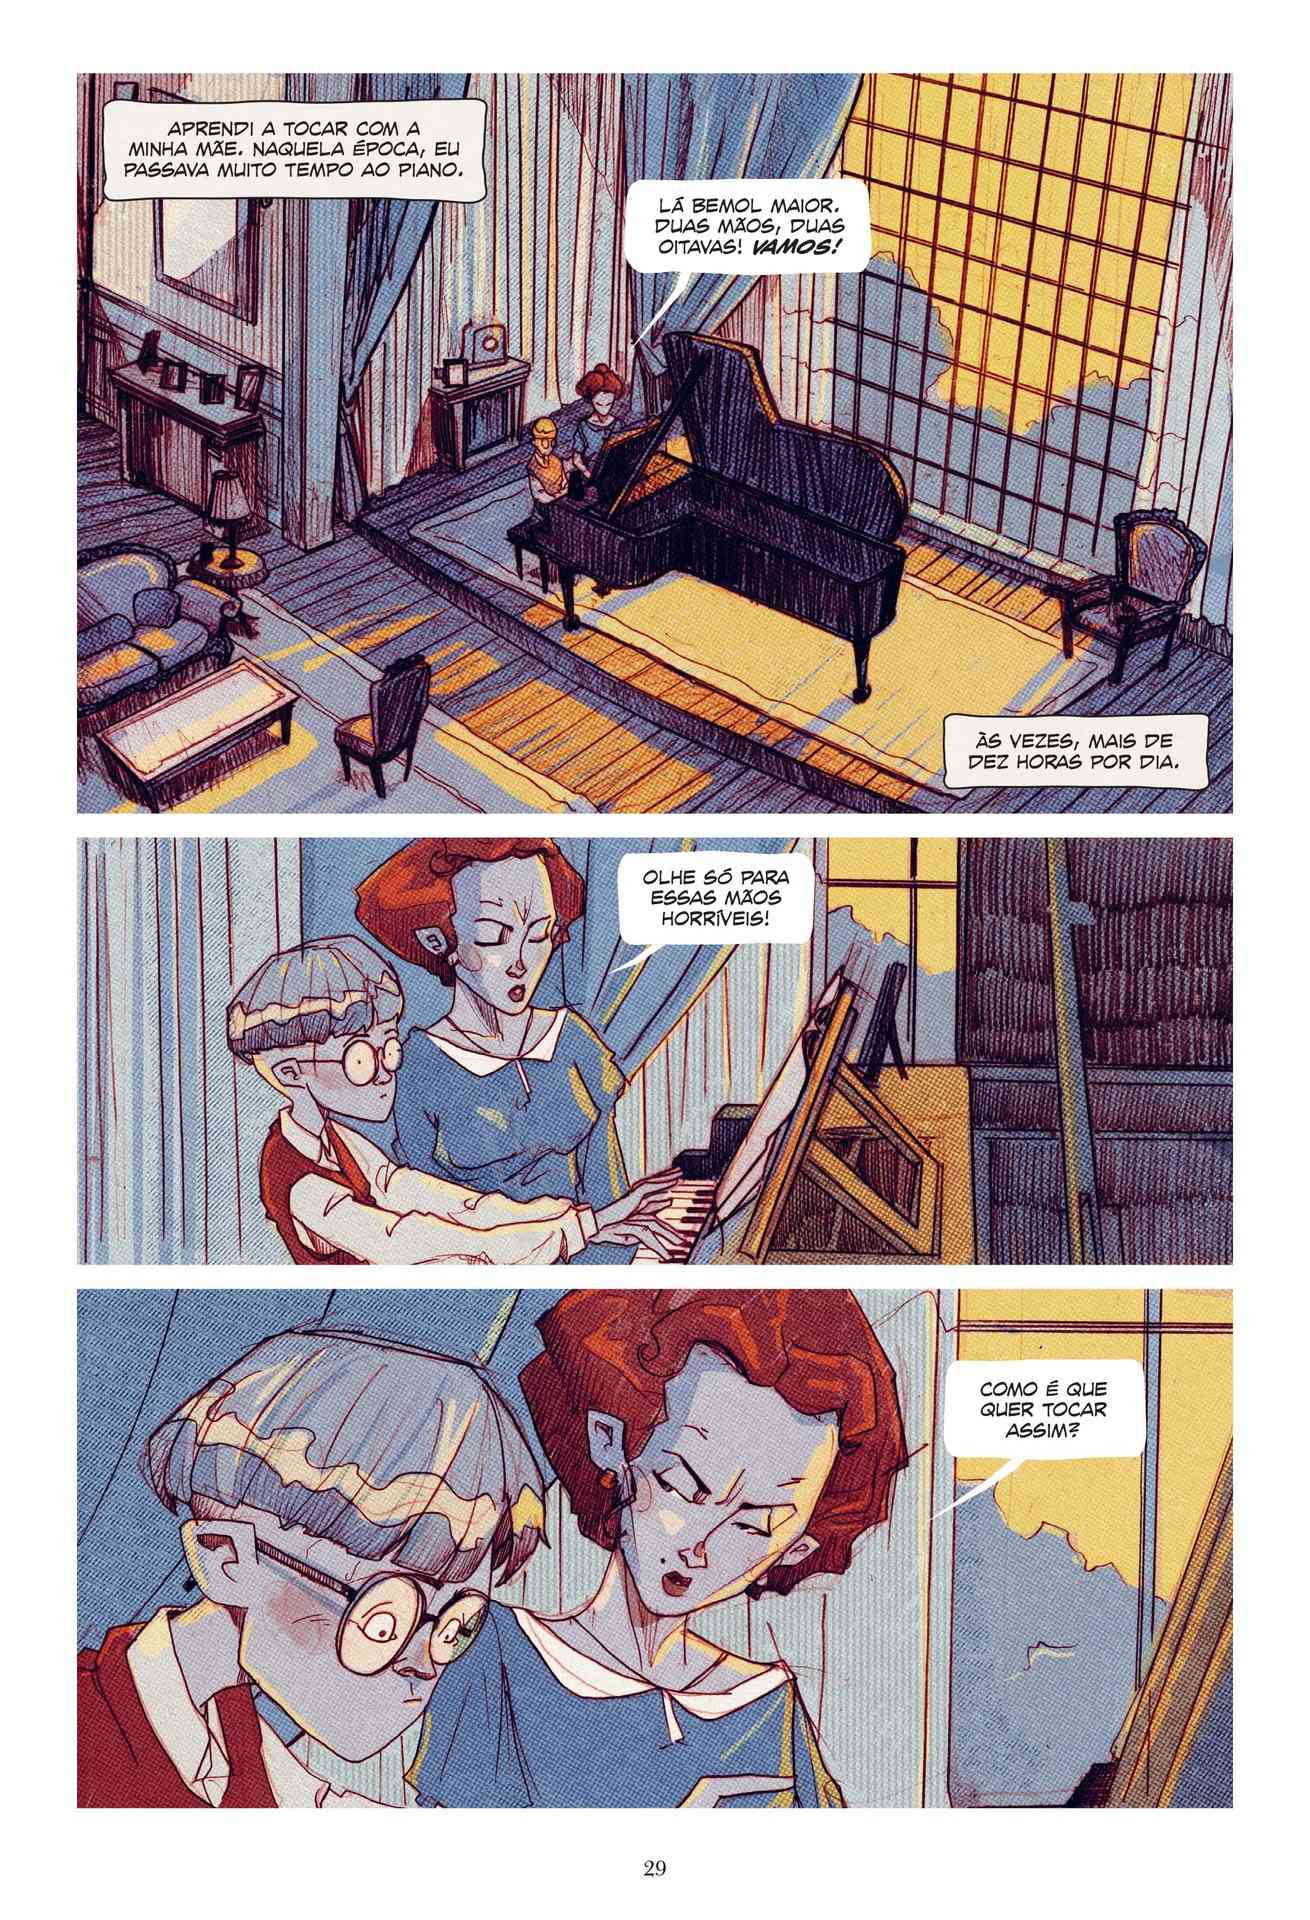 APRENDI A TOCAR COM A
MINHA MÃE. NAQUELA ÉPOCA, EU
PASSAVA MUITO TEMPO AO PIANO.
LÁ BEMOL MAIOR.
DUAS MÃOS, DUAS
OITAVAS! VAMOS!
ÀS VEZES, MAIS DE
DEZ HORAS POR DIA.
OLHE SÓ PARA
ESSAS MÃOS
HORRÍVEIS!
COMO É QUE
QUER TOCAR
ASSIM?
29